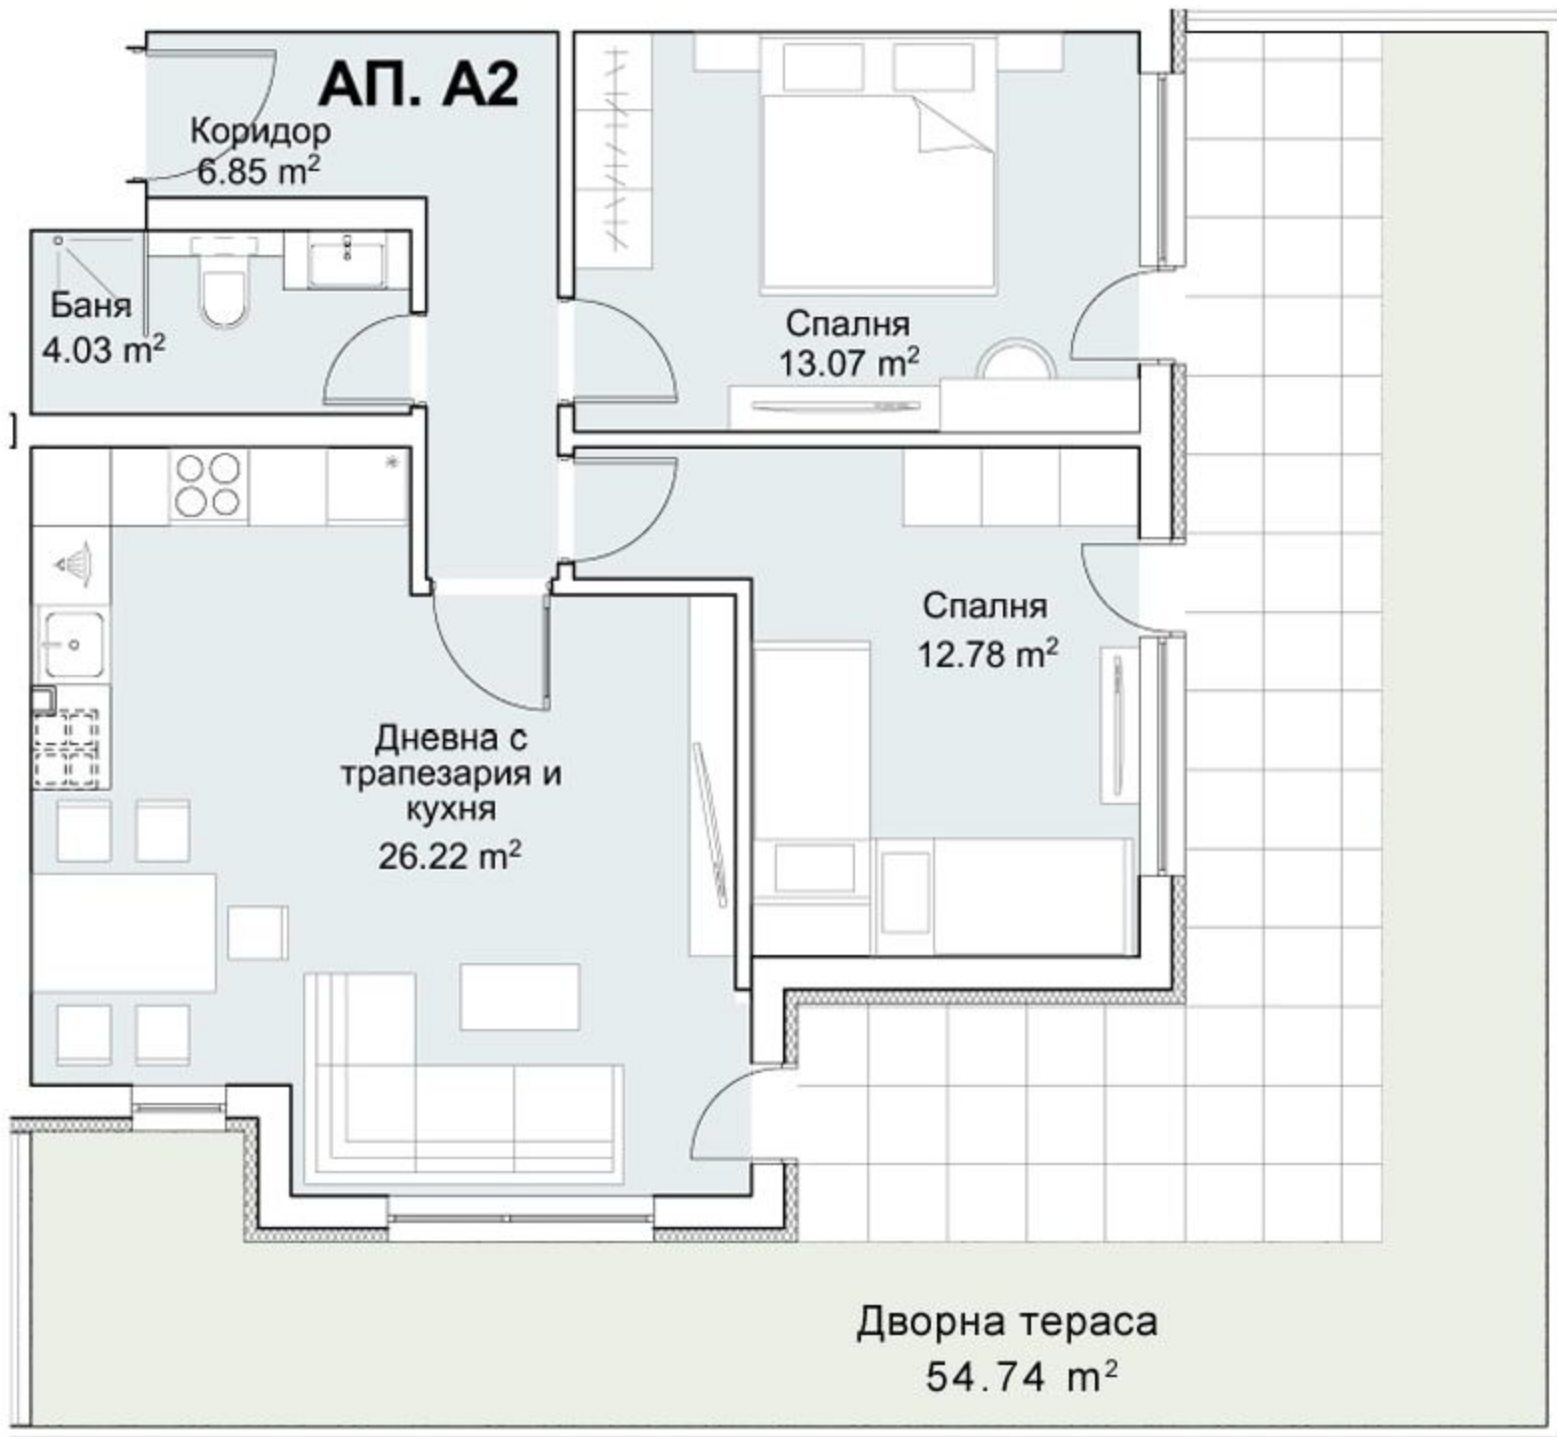 АП. А2
Коридор
6.85 m²
Баня
4.03 m²
Спалня
13.07 m²
Спалня
12.78 m²
Дневна с
трапезария и
кухня
26.22 m²
Дворна тераса
54.74 m²